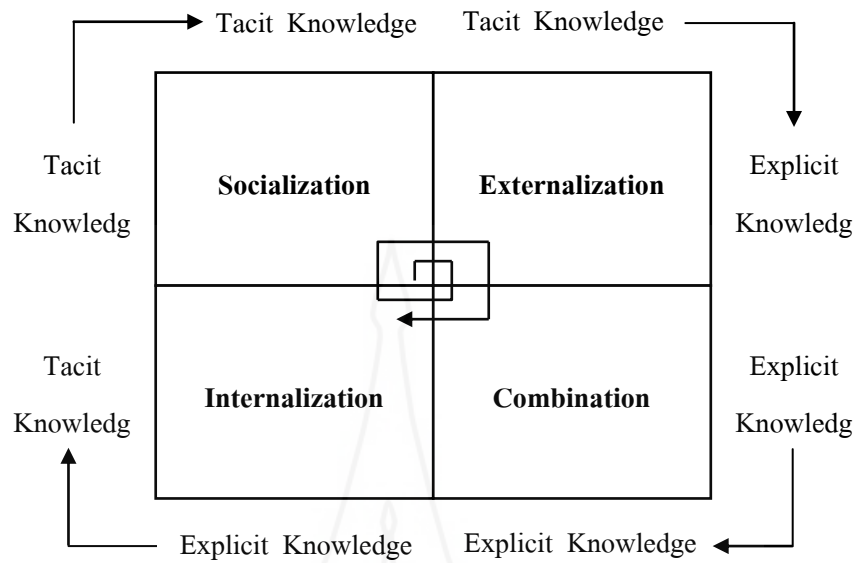 Tacit Knowledge Tacit Knowledge
Tacit
Knowledg
Socialization
Externalization
Explicit
Knowledg
Tacit
Knowledg
Internalization
Combination
Explicit
Knowledg
Explicit Knowledge Explicit Knowledge